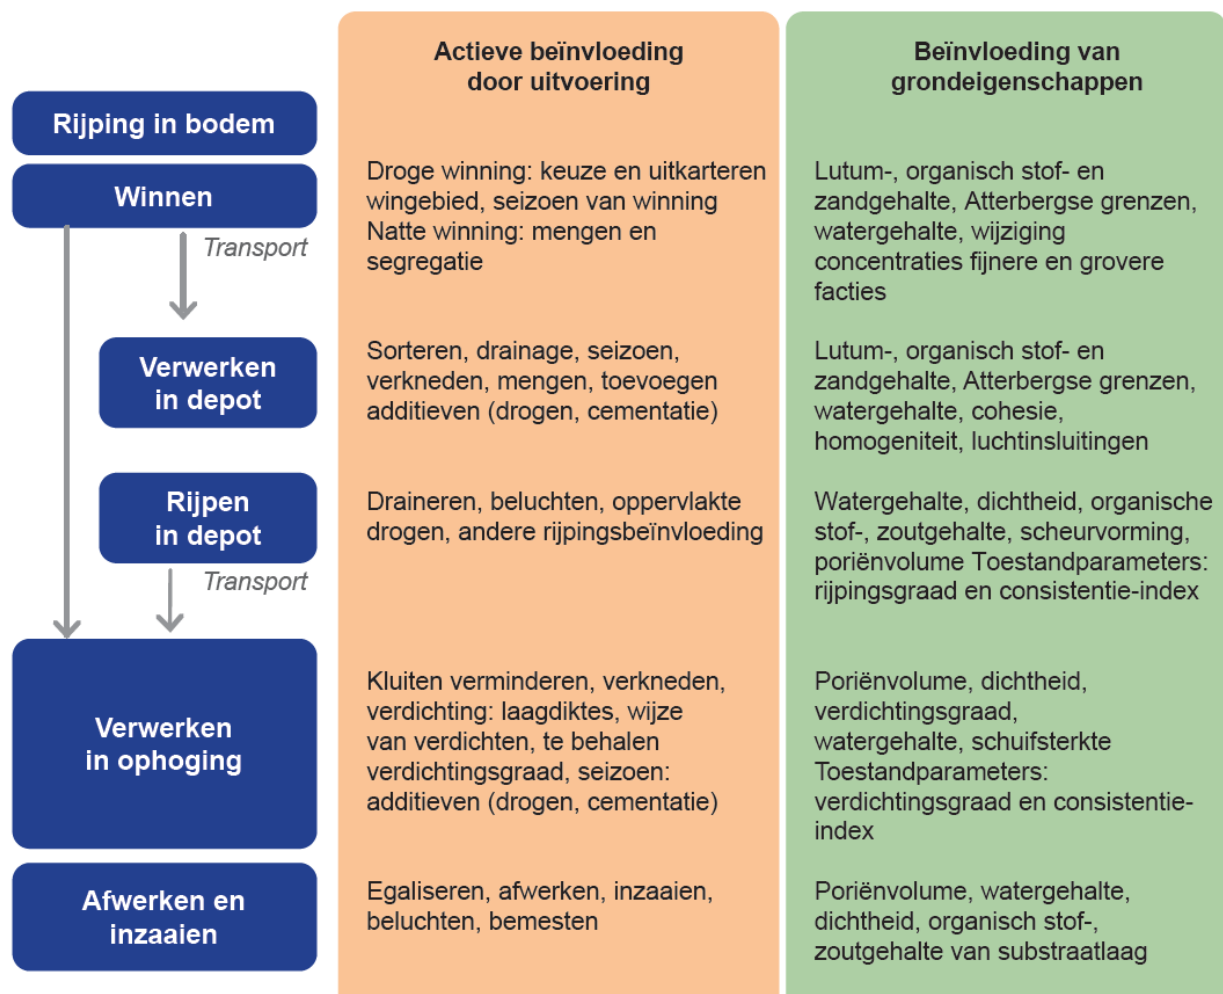 Actieve beïnvloeding
door uitvoering
Beïnvloeding van
grondeigenschappen
Rijping in bodem
Winnen
Transport
Droge winning: keuze en uitkarteren
wingebied, seizoen van winning
Natte winning: mengen en
segregatie
Lutum-, organisch stof- en
zandgehalte, Atterbergse grenzen,
watergehalte, wijziging
concentraties fijnere en grovere
facties
Verwerken
in depot
Sorteren, drainage, seizoen,
verkneden, mengen, toevoegen
additieven (drogen, cementatie)
Lutum-, organisch stof- en
zandgehalte, Atterbergse grenzen,
watergehalte, cohesie,
homogeniteit, luchtinsluitingen
Rijpen
in depot
Transport
Draineren, beluchten, oppervlakte
drogen, andere rijpingsbeïnvloeding
Watergehalte, dichtheid, organische
stof-, zoutgehalte, scheurvorming,
poriënvolume Toestandparameters:
rijpingsgraad en consistentie-index
Verwerken
in ophoging
Kluiten verminderen, verkneden,
verdichting: laagdiktes, wijze
van verdichten, te behalen
verdichtingsgraad, seizoen:
additieven (drogen, cementatie)
Poriënvolume, dichtheid,
verdichtingsgraad,
watergehalte, schuifsterkte
Toestandparameters:
verdichtingsgraad en consistentie-
index
Afwerken en
inzaaien
Egaliseren, afwerken, inzaaien,
beluchten, bemesten
Poriënvolume, watergehalte,
dichtheid, organisch stof-,
zoutgehalte van substraatlaag